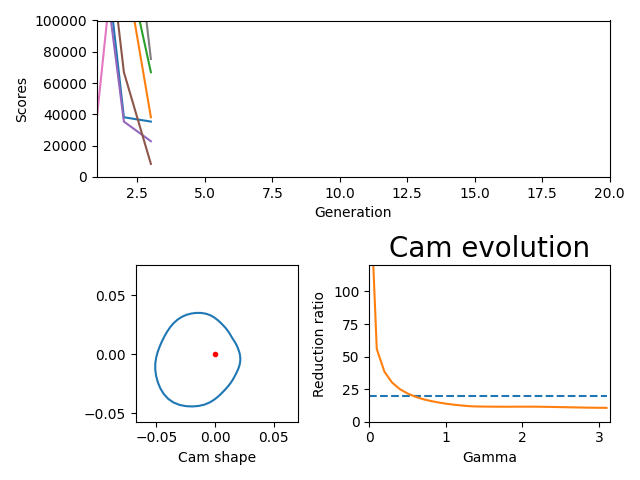 100000
80000
60000
40000
20000
0
Scores
2.5 5.0 7.5 10.0 12.5 15.0 17.5 20.0
Generation
Cam evolution
0.05
0.00
−0.05
−0.05 0.00 0.05
Cam shape
100
75
50
25
0
Reduction ratio
0 1 2 3
Gamma